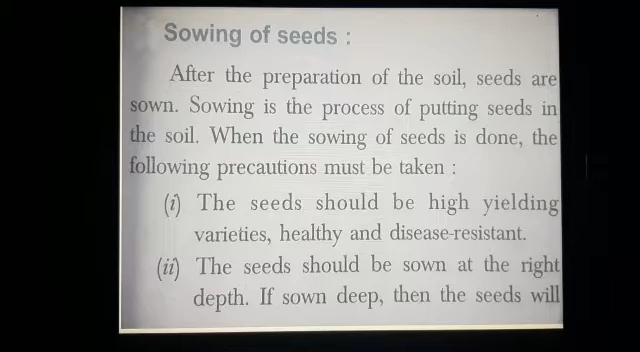 Sowing of seeds :
After the preparation of the soil, seeds are
sown. Sowing is the process of putting seeds in
the soil. When the sowing of seeds is done, the
following precautions must be taken :
(i) The seeds should be high yielding
varieties, healthy and disease-resistant.
(ii) The seeds should be sown at the right
depth. If sown deep, then the seeds will